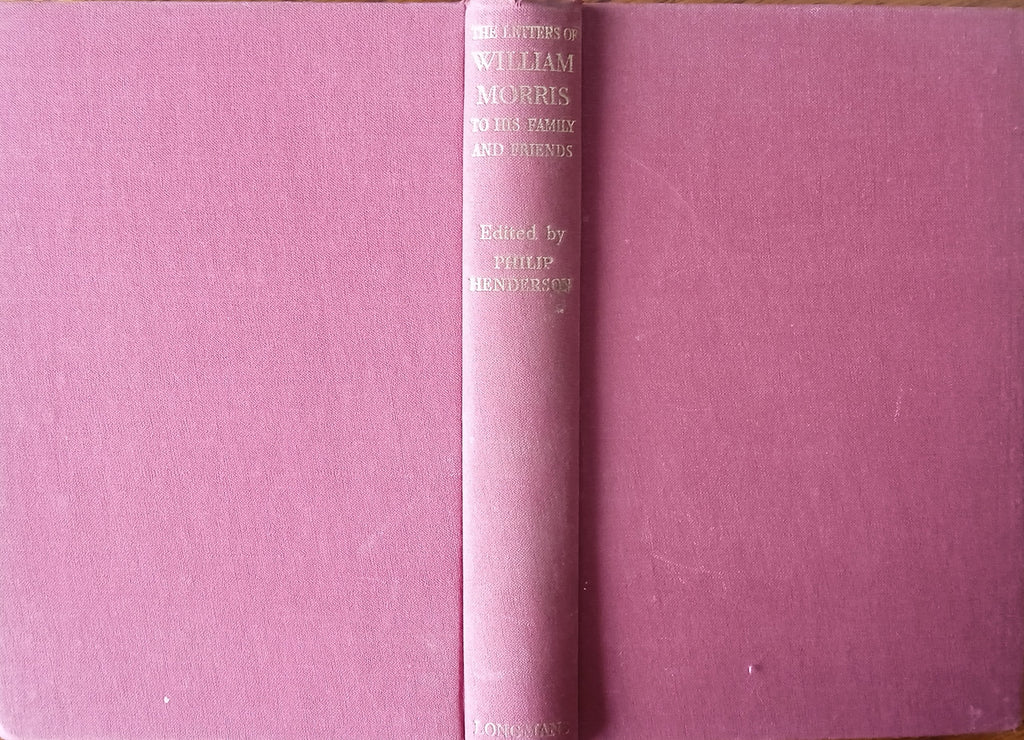 THE LETTERS OF
WILLIAM
MORRIS
TO HIS FAMILY
AND FRIENDS
Edited by
PHILIP
HENDERSON
LONGMANS